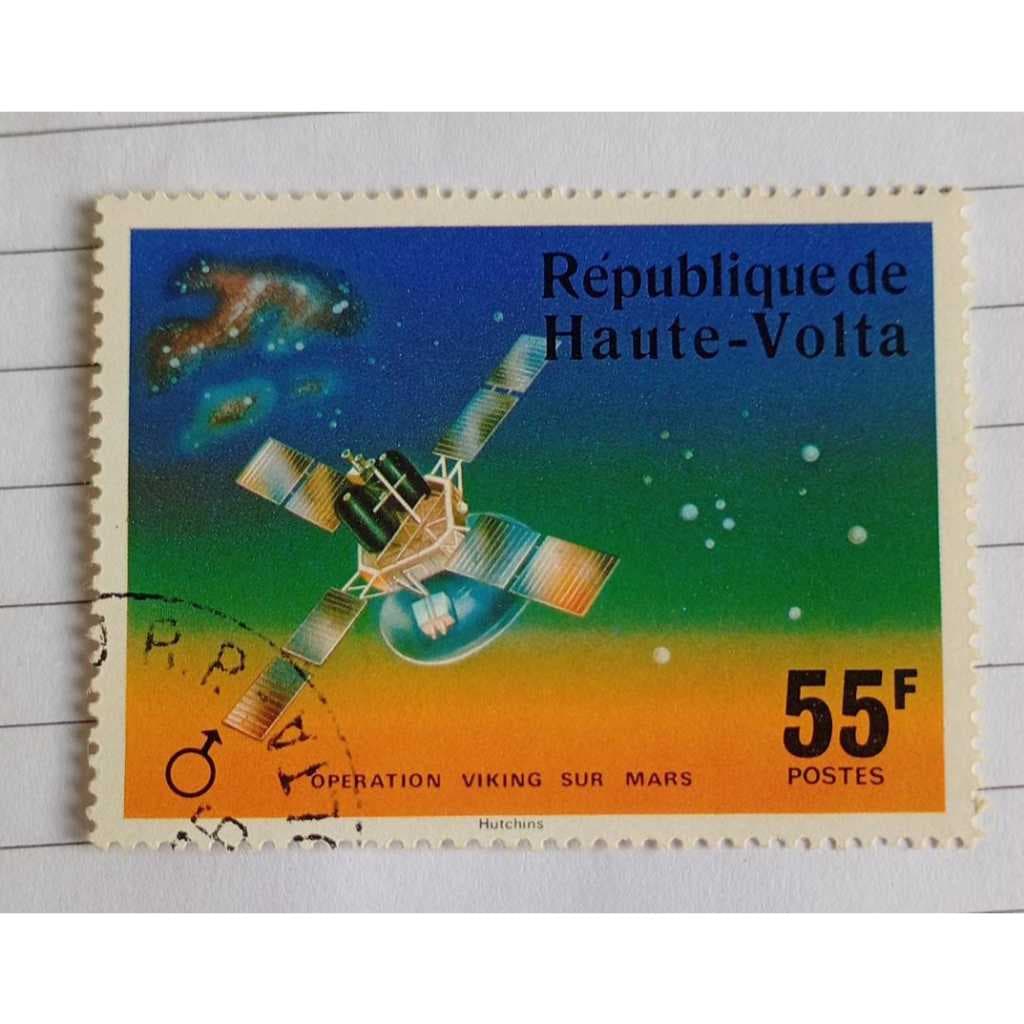 République de
Haute-Volta
55F
POSTES
OPERATION VIKING SUR MARS
Hutchins